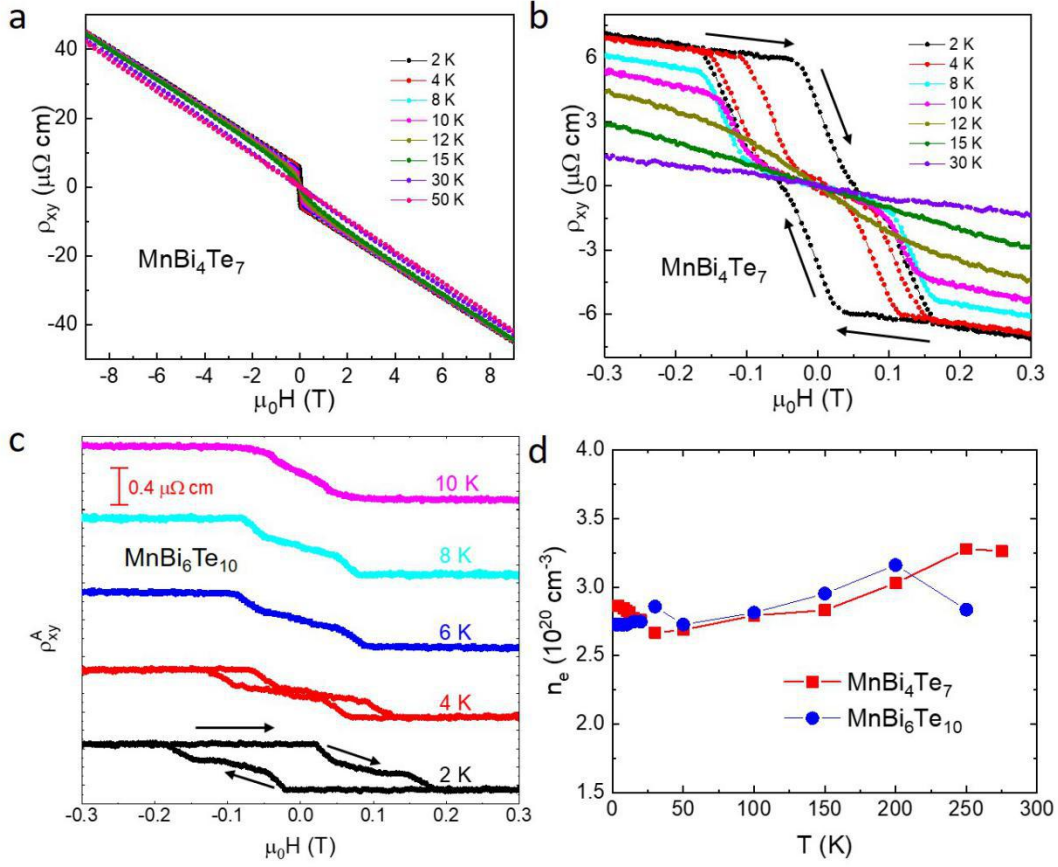 a
40
20
0
-20
-40
ρxy (μΩ cm)
2 K
4 K
8 K
10 K
12 K
15 K
30 K
50 K
MnBi4Te7
-8 -6 -4 -2 0 2 4 6 8
μ0H (T)
b
6
3
0
-3
-6
ρxy (μΩ cm)
2 K
4 K
8 K
10 K
12 K
15 K
30 K
MnBi4Te7
-0.3 -0.2 -0.1 0.0 0.1 0.2 0.3
μ0H (T)
c
0.4 μΩ cm
MnBi6Te10
ρxy^A
10 K
8 K
6 K
4 K
2 K
-0.3 -0.2 -0.1 0.0 0.1 0.2 0.3
μ0H (T)
d
4.0
3.5
3.0
2.5
2.0
1.5
ne (10^20 cm-3)
MnBi4Te7
MnBi6Te10
0 50 100 150 200 250 300
T (K)